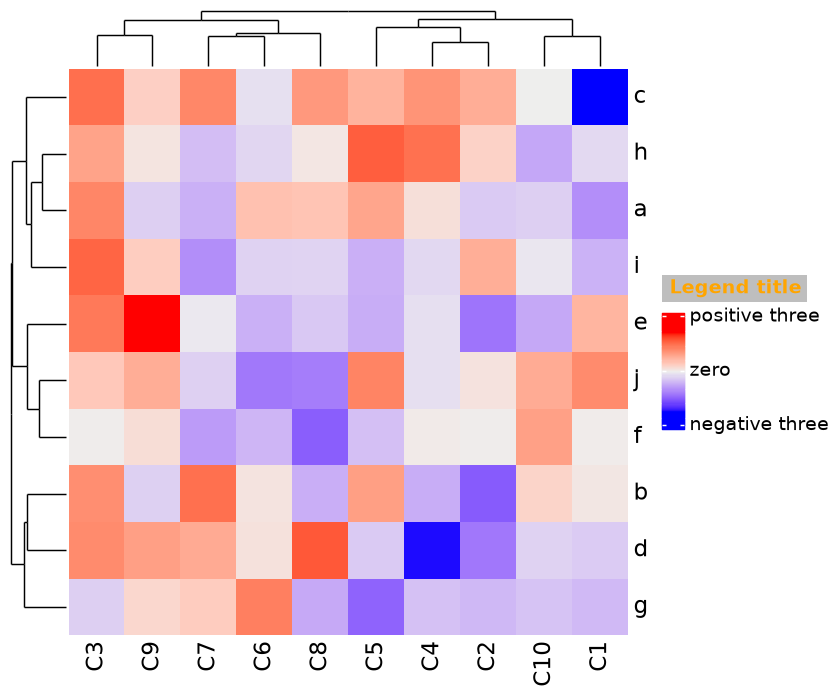 c
h
a
i
e
j
f
b
d
g
C3 C9 C7 C6 C8 C5 C4 C2 C10 C1
Legend title
positive three
zero
negative three